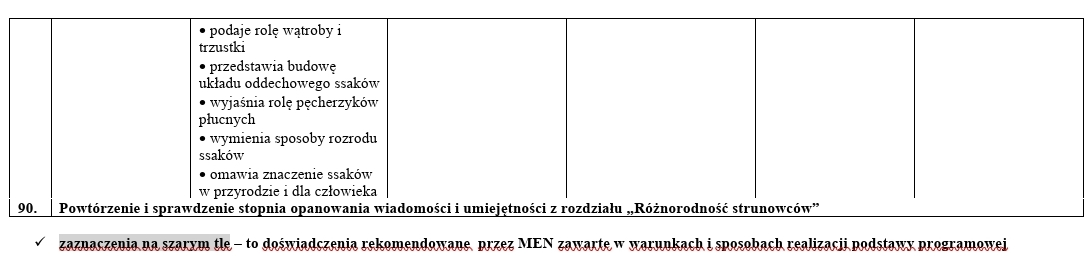 • podaje rolę wątroby i
trzustki
• przedstawia budowę
układu oddechowego ssaków
• wyjaśnia rolę pęcherzyków
płucnych
• wymienia sposoby rozrodu
ssaków
• omawia znaczenie ssaków
w przyrodzie i dla człowieka
90. Powtórzenie i sprawdzenie stopnia opanowania wiadomości i umiejętności z rozdziału „Różnorodność strunowców”
✓ zaznaczenia na szarym tle – to doświadczenia rekomendowane przez MEN zawarte w warunkach i sposobach realizacji podstawy programowej